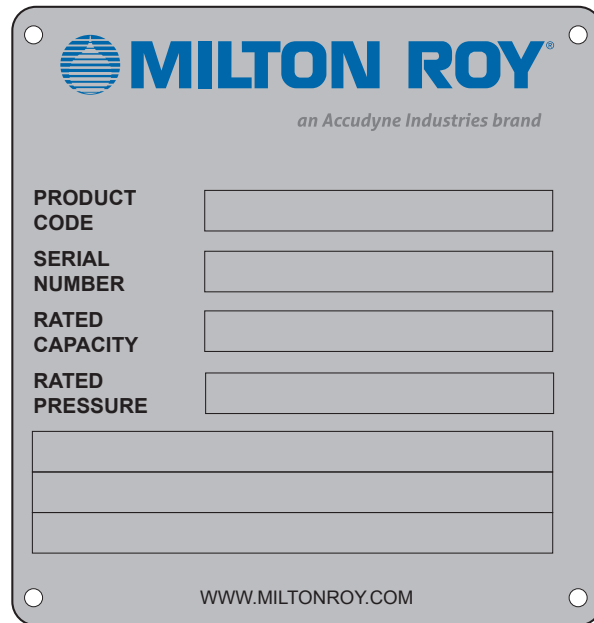 MILTON ROY®
an Accudyne Industries brand
PRODUCT
CODE
SERIAL
NUMBER
RATED
CAPACITY
RATED
PRESSURE
WWW.MILTONROY.COM